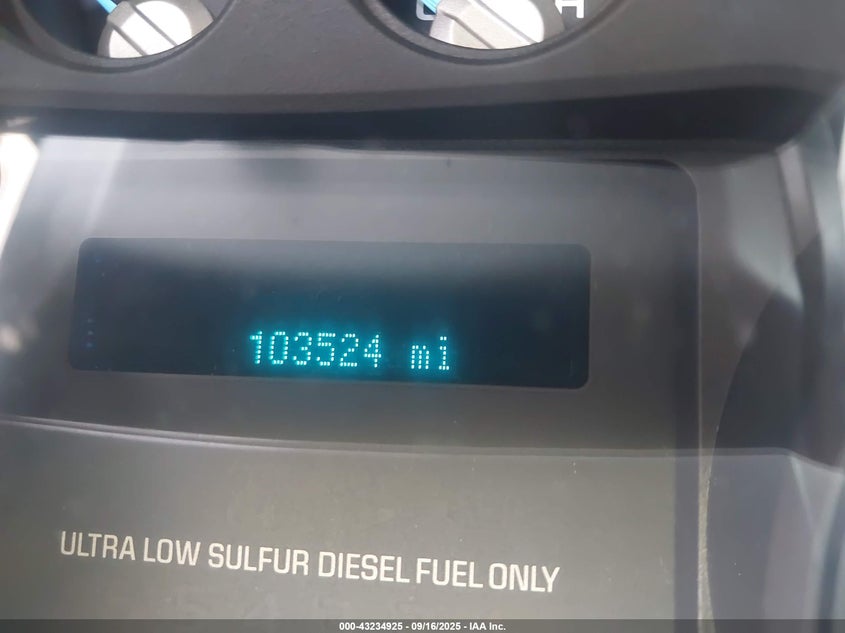 H
103524 mi
ULTRA LOW SULFUR DIESEL FUEL ONLY
000-43234925 - 09/16/2025 - IAA Inc.